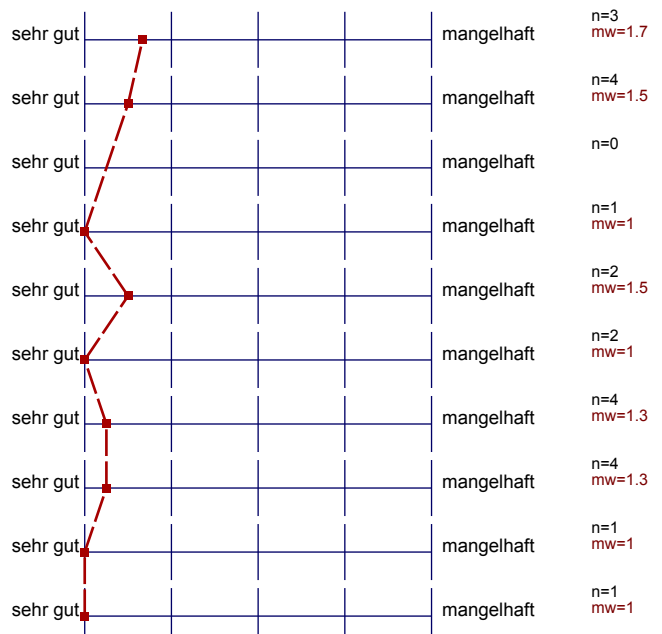 sehr gut mangelhaft n=3
mw=1.7
sehr gut mangelhaft n=4
mw=1.5
sehr gut mangelhaft n=0
sehr gut mangelhaft n=1
mw=1
sehr gut mangelhaft n=2
mw=1.5
sehr gut mangelhaft n=2
mw=1
sehr gut mangelhaft n=4
mw=1.3
sehr gut mangelhaft n=4
mw=1.3
sehr gut mangelhaft n=1
mw=1
sehr gut mangelhaft n=1
mw=1